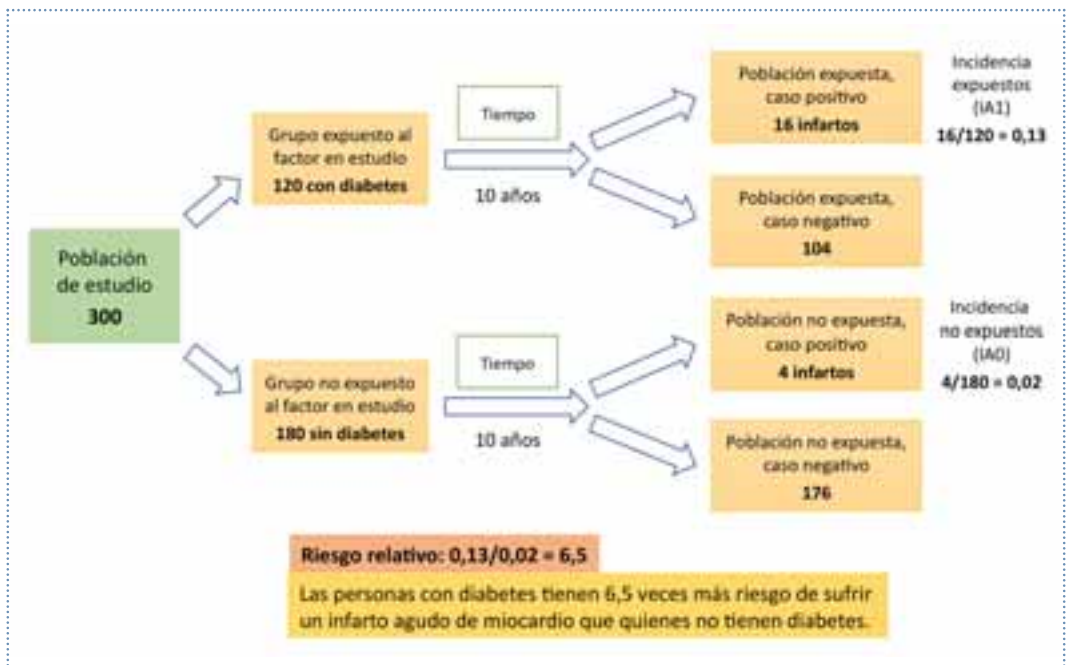 Población
de estudio
300
Grupo expuesto al
factor en estudio
120 con diabetes
Tiempo
10 años
Población expuesta,
caso positivo
16 infartos
Incidencia
expuestos
(IA1)
16/120 = 0,13
Población expuesta,
caso negativo
104
Grupo no expuesto
al factor en estudio
180 sin diabetes
Tiempo
10 años
Población no expuesta,
caso positivo
4 infartos
Incidencia
no expuestos
(IA0)
4/180 = 0,02
Población no expuesta,
caso negativo
176
Riesgo relativo: 0,13/0,02 = 6,5
Las personas con diabetes tienen 6,5 veces más riesgo de sufrir
un infarto agudo de miocardio que quienes no tienen diabetes.